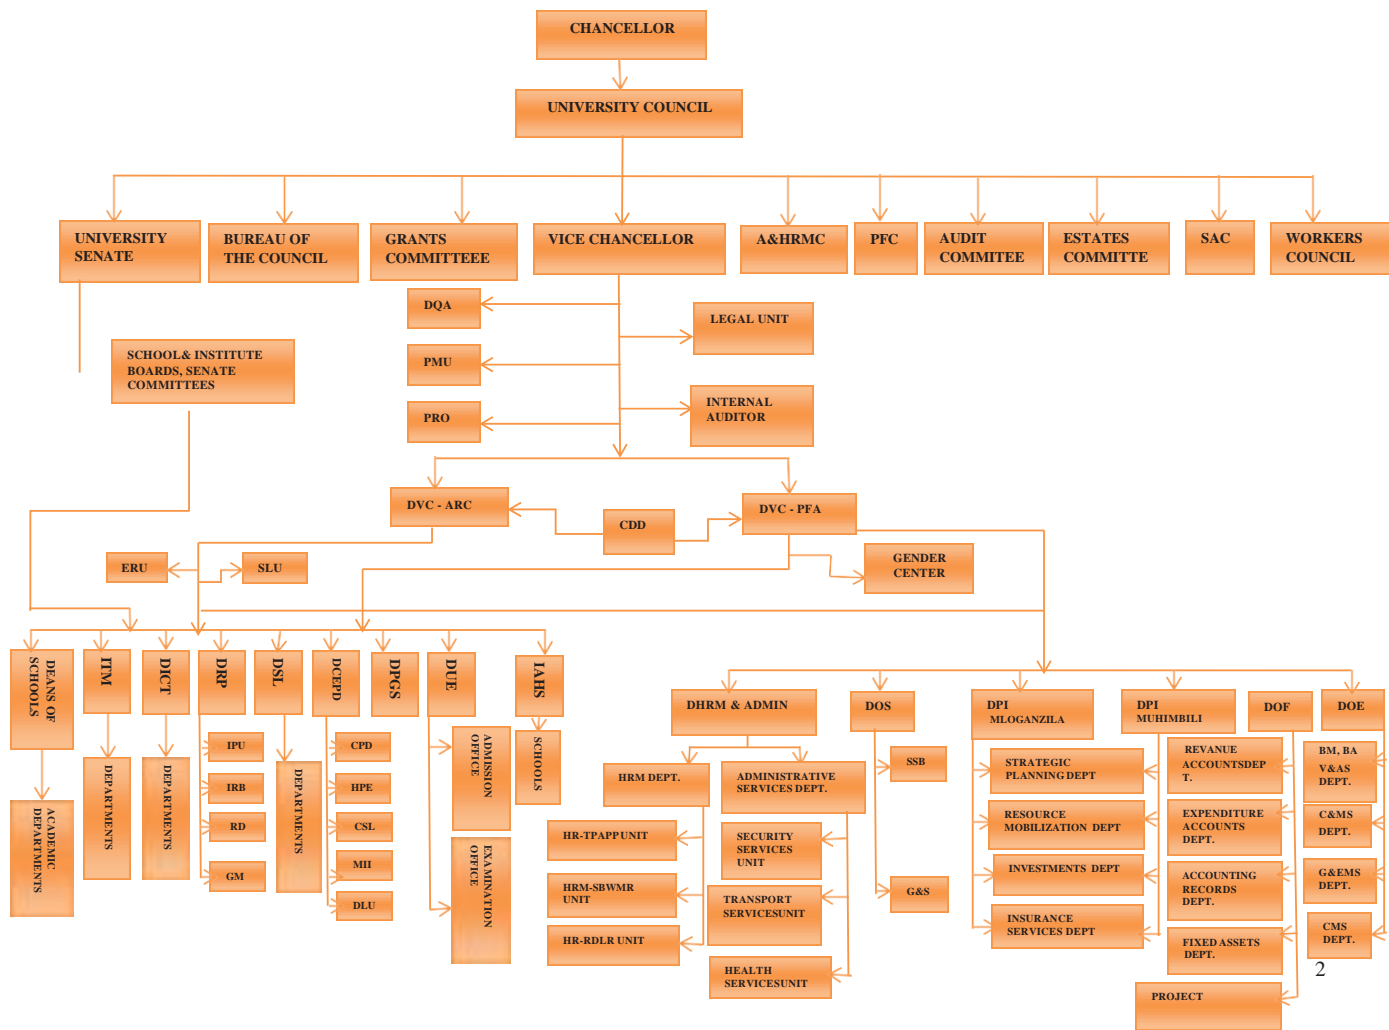 CHANCELLOR
UNIVERSITY COUNCIL
UNIVERSITY
SENATE
BUREAU OF
THE COUNCIL
GRANTS
COMMITTEEE
VICE CHANCELLOR
A&HRMC
PFC
AUDIT
COMMITEE
ESTATES
COMMITTE
SAC
WORKERS
COUNCIL
DQA
LEGAL UNIT
SCHOOL& INSTITUTE
BOARDS, SENATE
COMMITTEES
PMU
INTERNAL
AUDITOR
PRO
DVC - ARC
CDD
DVC - PFA
ERU
SLU
GENDER
CENTER
DEANS OF
SCHOOLS
ITM
DICT
DRP
DSL
DCEPD
DPGS
DUE
IAHS
ACADEMIC
DEPARTMENTS
DEPARTMENTS
DEPARTMENTS
IPU
IRB
RD
GM
DEPARTMENTS
CPD
HPE
CSL
MII
DLU
ADMISSION
OFFICE
EXAMINATION
OFFICE
SCHOOLS
DHRM & ADMIN
DOS
DPI
MLOGANZILA
DPI
MUHIMBILI
DOF
DOE
HRM DEPT.
ADMINISTRATIVE
SERVICES DEPT.
HR-TPAPP UNIT
HRM-SBWMR
UNIT
HR-RDLR UNIT
SECURITY
SERVICES
UNIT
TRANSPORT
SERVICESUNIT
HEALTH
SERVICESUNIT
SSB
G&S
STRATEGIC
PLANNING DEPT
RESOURCE
MOBILIZATION DEPT
INVESTMENTS DEPT
INSURANCE
SERVICES DEPT
REVANUE
ACCOUNTSDEP
T.
EXPENDITURE
ACCOUNTS
DEPT.
ACCOUNTING
RECORDS
DEPT.
FIXED ASSETS
DEPT.
PROJECT
BM, BA
V&AS
DEPT.
C&MS
DEPT.
G&EMS
DEPT.
CMS
DEPT.
2